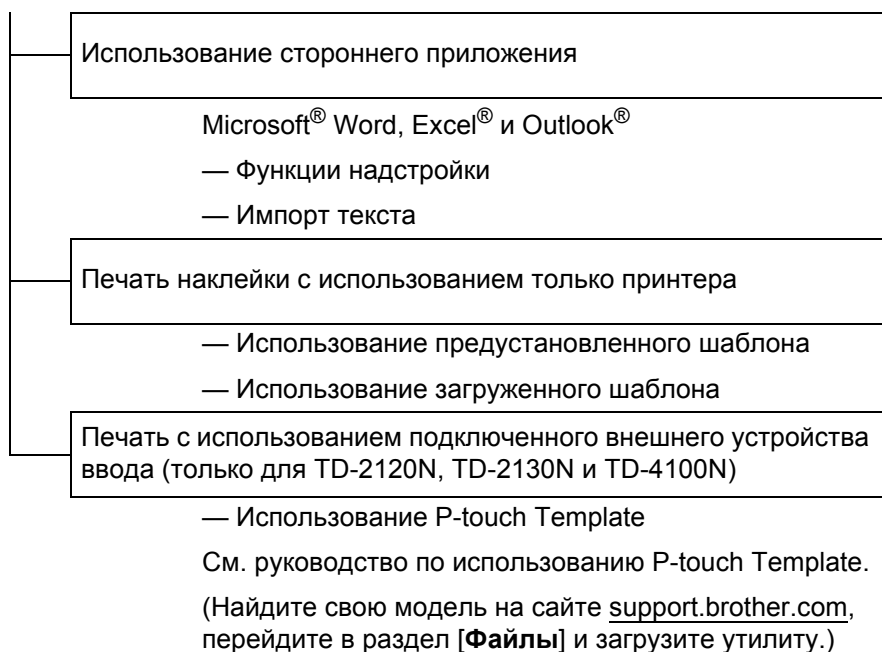 Использование стороннего приложения
Microsoft® Word, Excel® и Outlook®
— Функции надстройки
— Импорт текста
Печать наклейки с использованием только принтера
— Использование предустановленного шаблона
— Использование загруженного шаблона
Печать с использованием подключенного внешнего устройства
ввода (только для TD-2120N, TD-2130N и TD-4100N)
— Использование P-touch Template
См. руководство по использованию P-touch Template.
(Найдите свою модель на сайте support.brother.com,
перейдите в раздел [Файлы] и загрузите утилиту.)